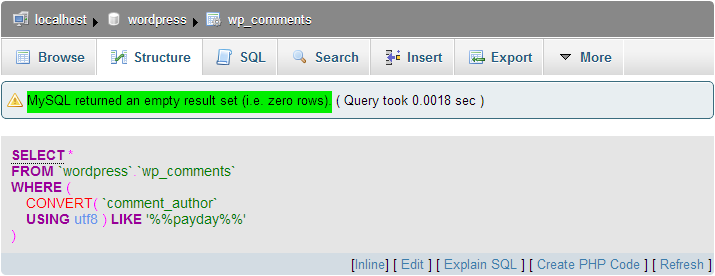 localhost wordpress wp_comments
Browse Structure SQL Search Insert Export More
MySQL returned an empty result set (i.e. zero rows). ( Query took 0.0018 sec )
SELECT *
FROM `wordpress`.`wp_comments`
WHERE (
CONVERT( `comment_author`
USING utf8 ) LIKE '%%payday%%'
)
[Inline] [ Edit ] [ Explain SQL ] [ Create PHP Code ] [ Refresh ]